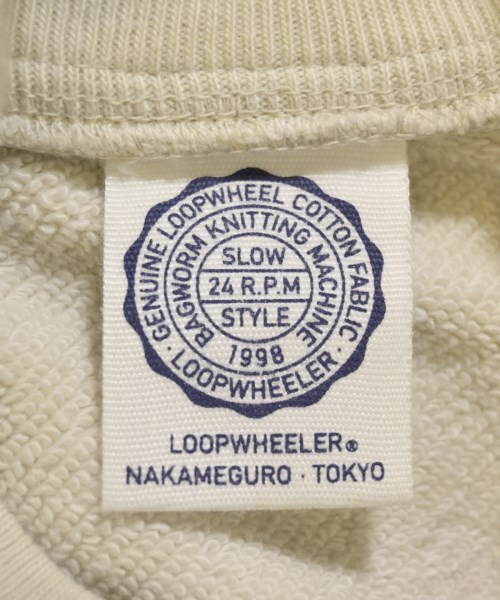 GENUINE LOOPWHEEL COTTON FABLIC
· LOOPWHEELER ·
BAGWORM KNITTING MACHINE
SLOW
24 R.P.M
STYLE
1998
LOOPWHEELER®
NAKAMEGURO · TOKYO